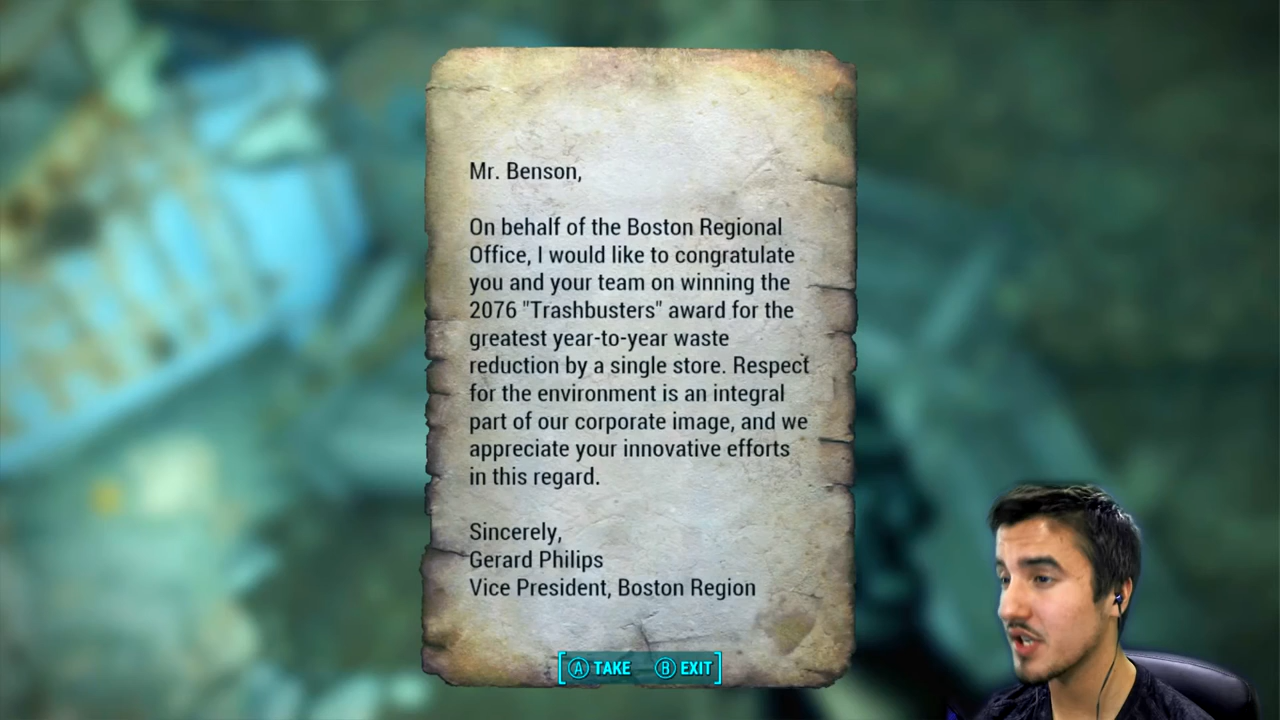 Mr. Benson,
On behalf of the Boston Regional
Office, I would like to congratulate
you and your team on winning the
2076 "Trashbusters" award for the
greatest year-to-year waste
reduction by a single store. Respect
for the environment is an integral
part of our corporate image, and we
appreciate your innovative efforts
in this regard.
Sincerely,
Gerard Philips
Vice President, Boston Region
A TAKE B EXIT